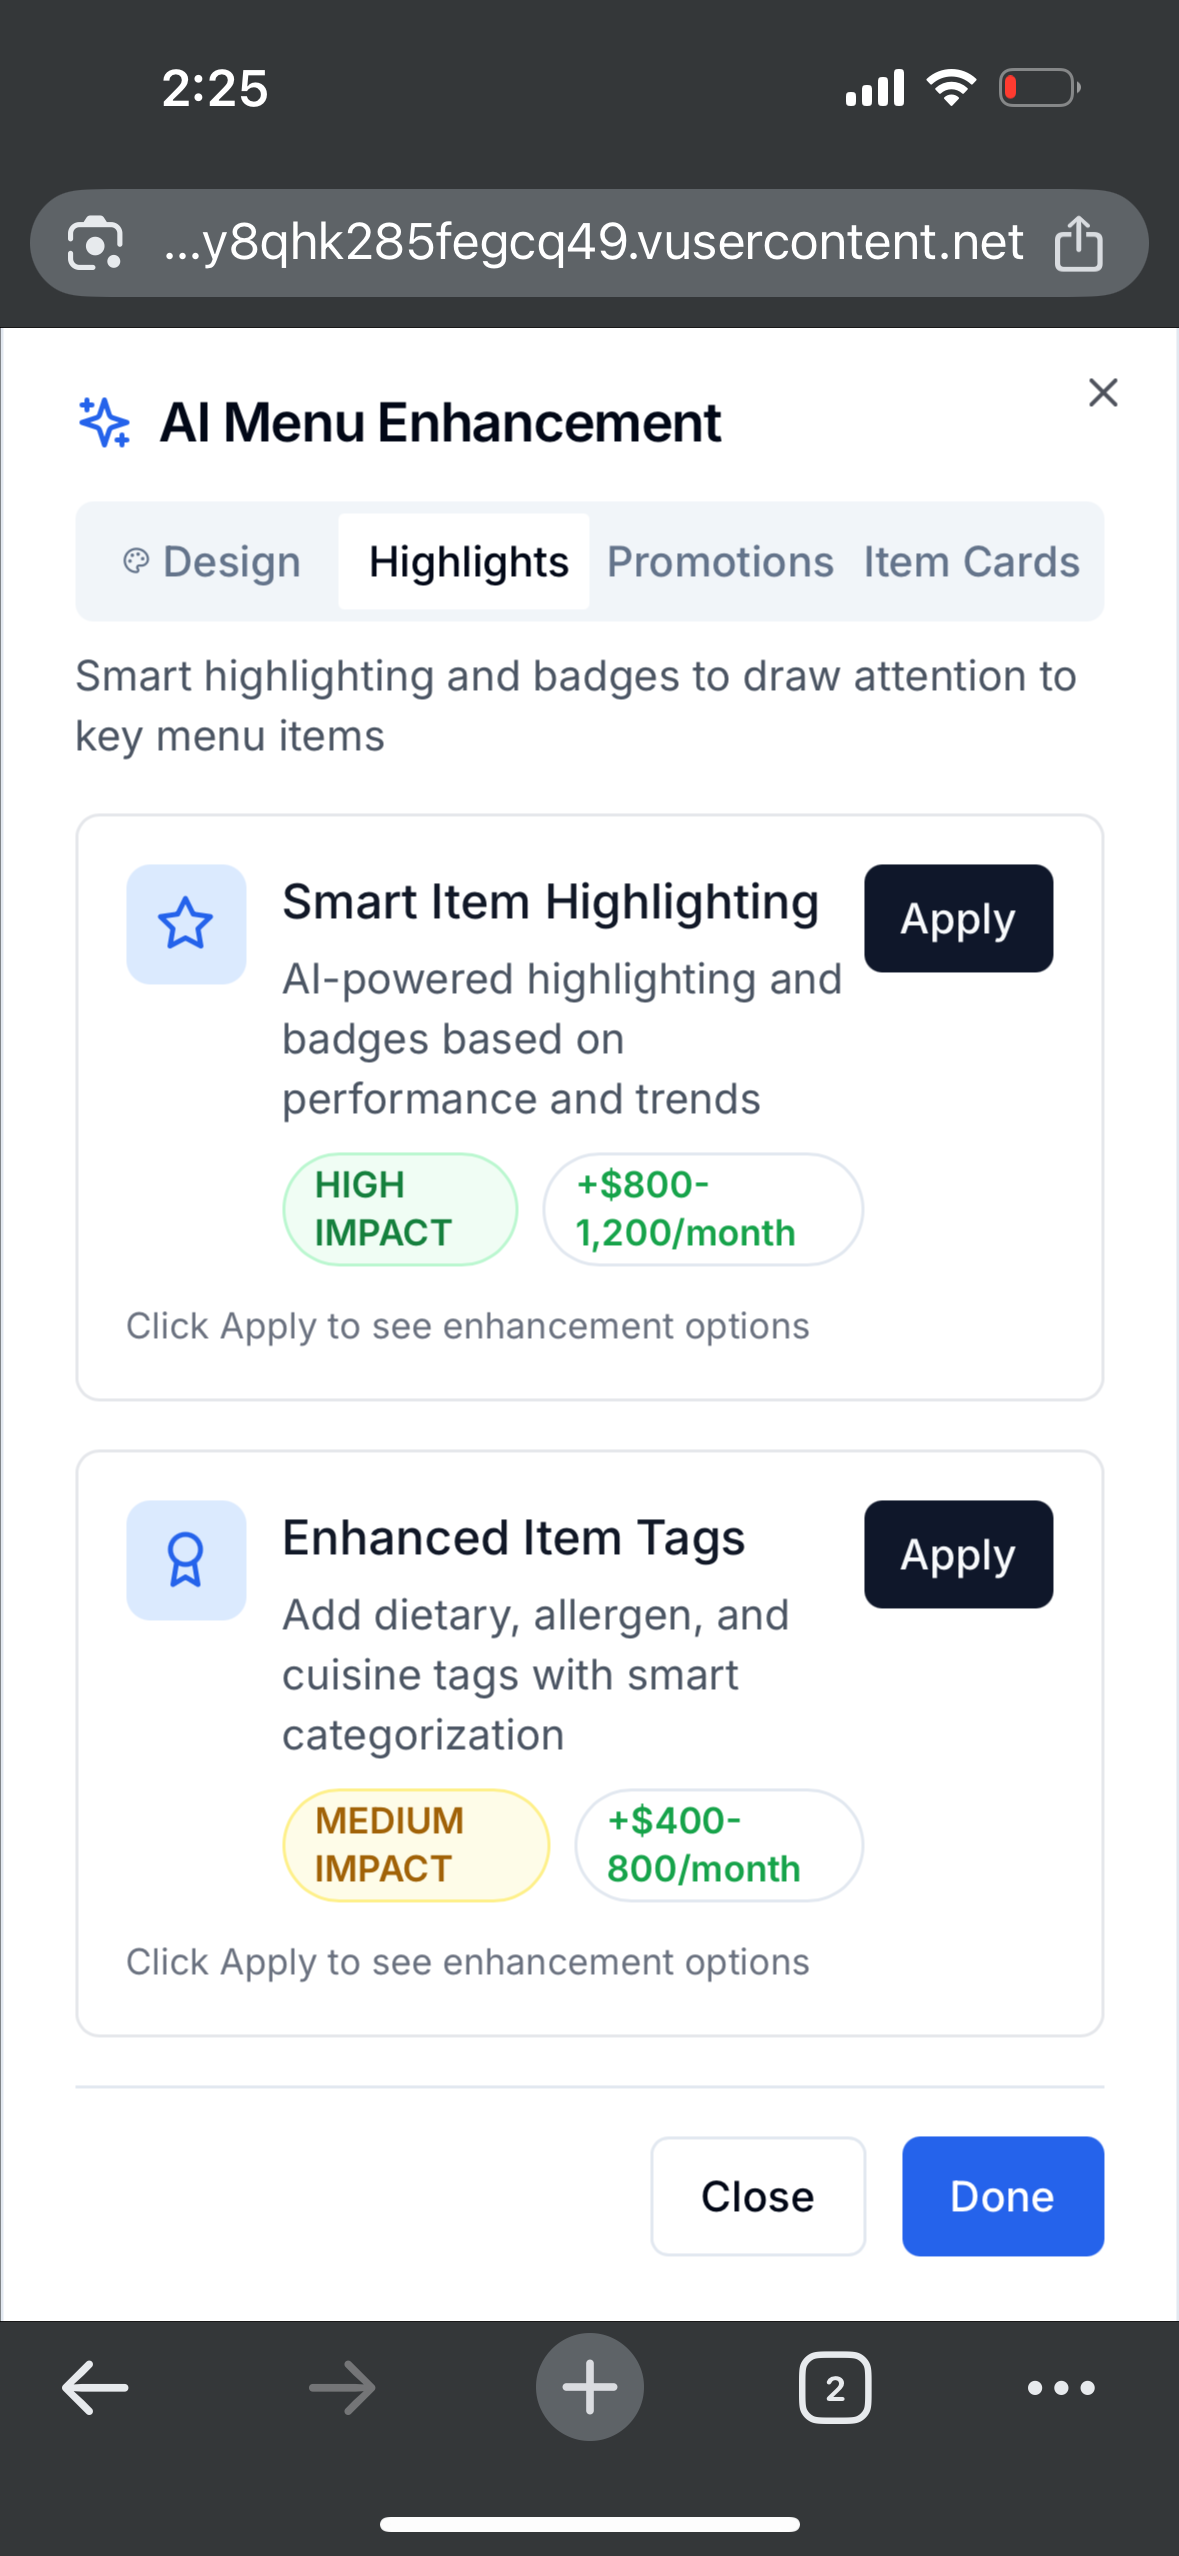 2:25
...y8qhk285fegcq49.vusercontent.net
AI Menu Enhancement
Design
Highlights
Promotions
Item Cards
Smart highlighting and badges to draw attention to
key menu items
Smart Item Highlighting
Apply
AI-powered highlighting and
badges based on
performance and trends
HIGH
IMPACT
+$800-
1,200/month
Click Apply to see enhancement options
Enhanced Item Tags
Apply
Add dietary, allergen, and
cuisine tags with smart
categorization
MEDIUM
IMPACT
+$400-
800/month
Click Apply to see enhancement options
Close
Done
2